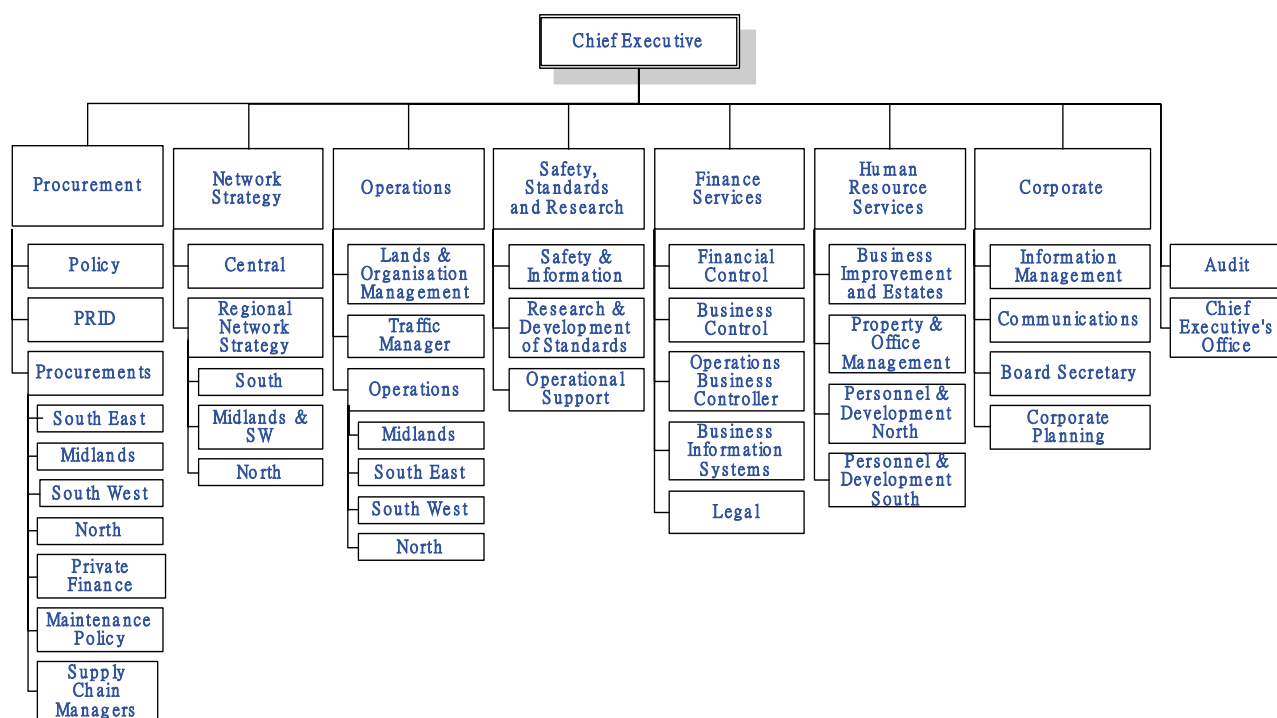 Chief Executive
Procurement
Policy
PRID
Procurements
South East
Midlands
South West
North
Private
Finance
Maintenance
Policy
Supply
Chain
Managers
Network
Strategy
Central
Regional
Network
Strategy
South
Midlands &
SW
North
Operations
Lands &
Organisation
Management
Traffic
Manager
Operations
Midlands
South East
South West
North
Safety,
Standards
and Research
Safety &
Information
Research &
Development
of Standards
Operational
Support
Finance
Services
Financial
Control
Business
Control
Operations
Business
Controller
Business
Information
Systems
Legal
Human
Resource
Services
Business
Improvement
and Estates
Property &
Office
Management
Personnel &
Development
North
Personnel &
Development
South
Corporate
Information
Management
Communications
Board Secretary
Corporate
Planning
Audit
Chief
Executive's
Office